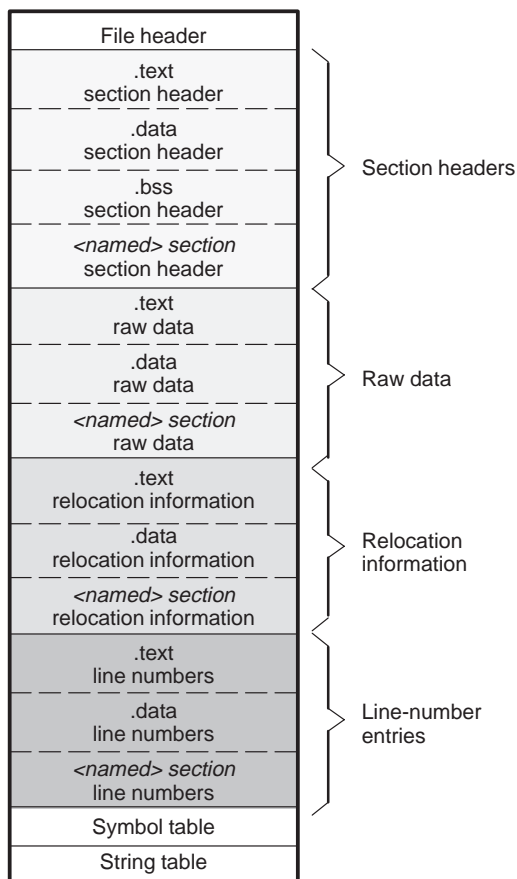 File header
.text
section header
.data
section header
.bss
section header
<named> section
section header
Section headers
.text
raw data
.data
raw data
<named> section
raw data
Raw data
.text
relocation information
.data
relocation information
<named> section
relocation information
Relocation
information
.text
line numbers
.data
line numbers
<named> section
line numbers
Line-number
entries
Symbol table
String table